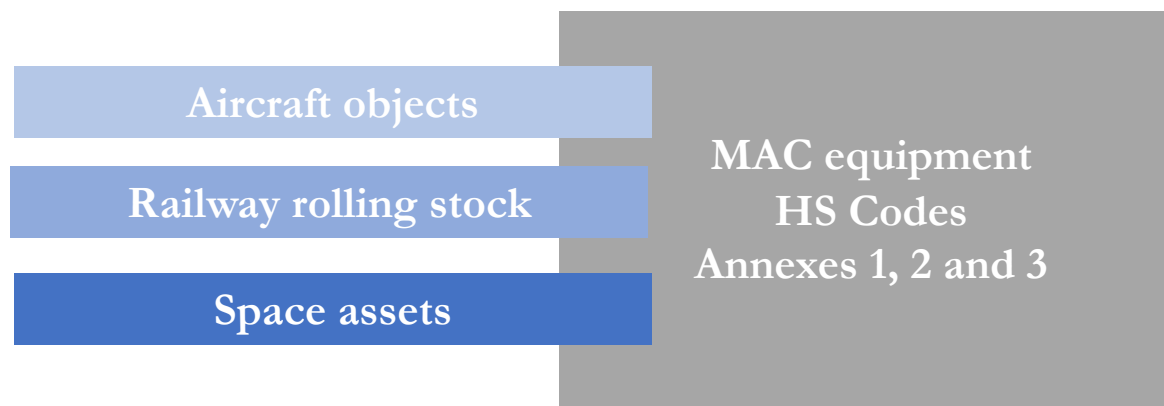 Aircraft objects
Railway rolling stock
Space assets
MAC equipment
HS Codes
Annexes 1, 2 and 3